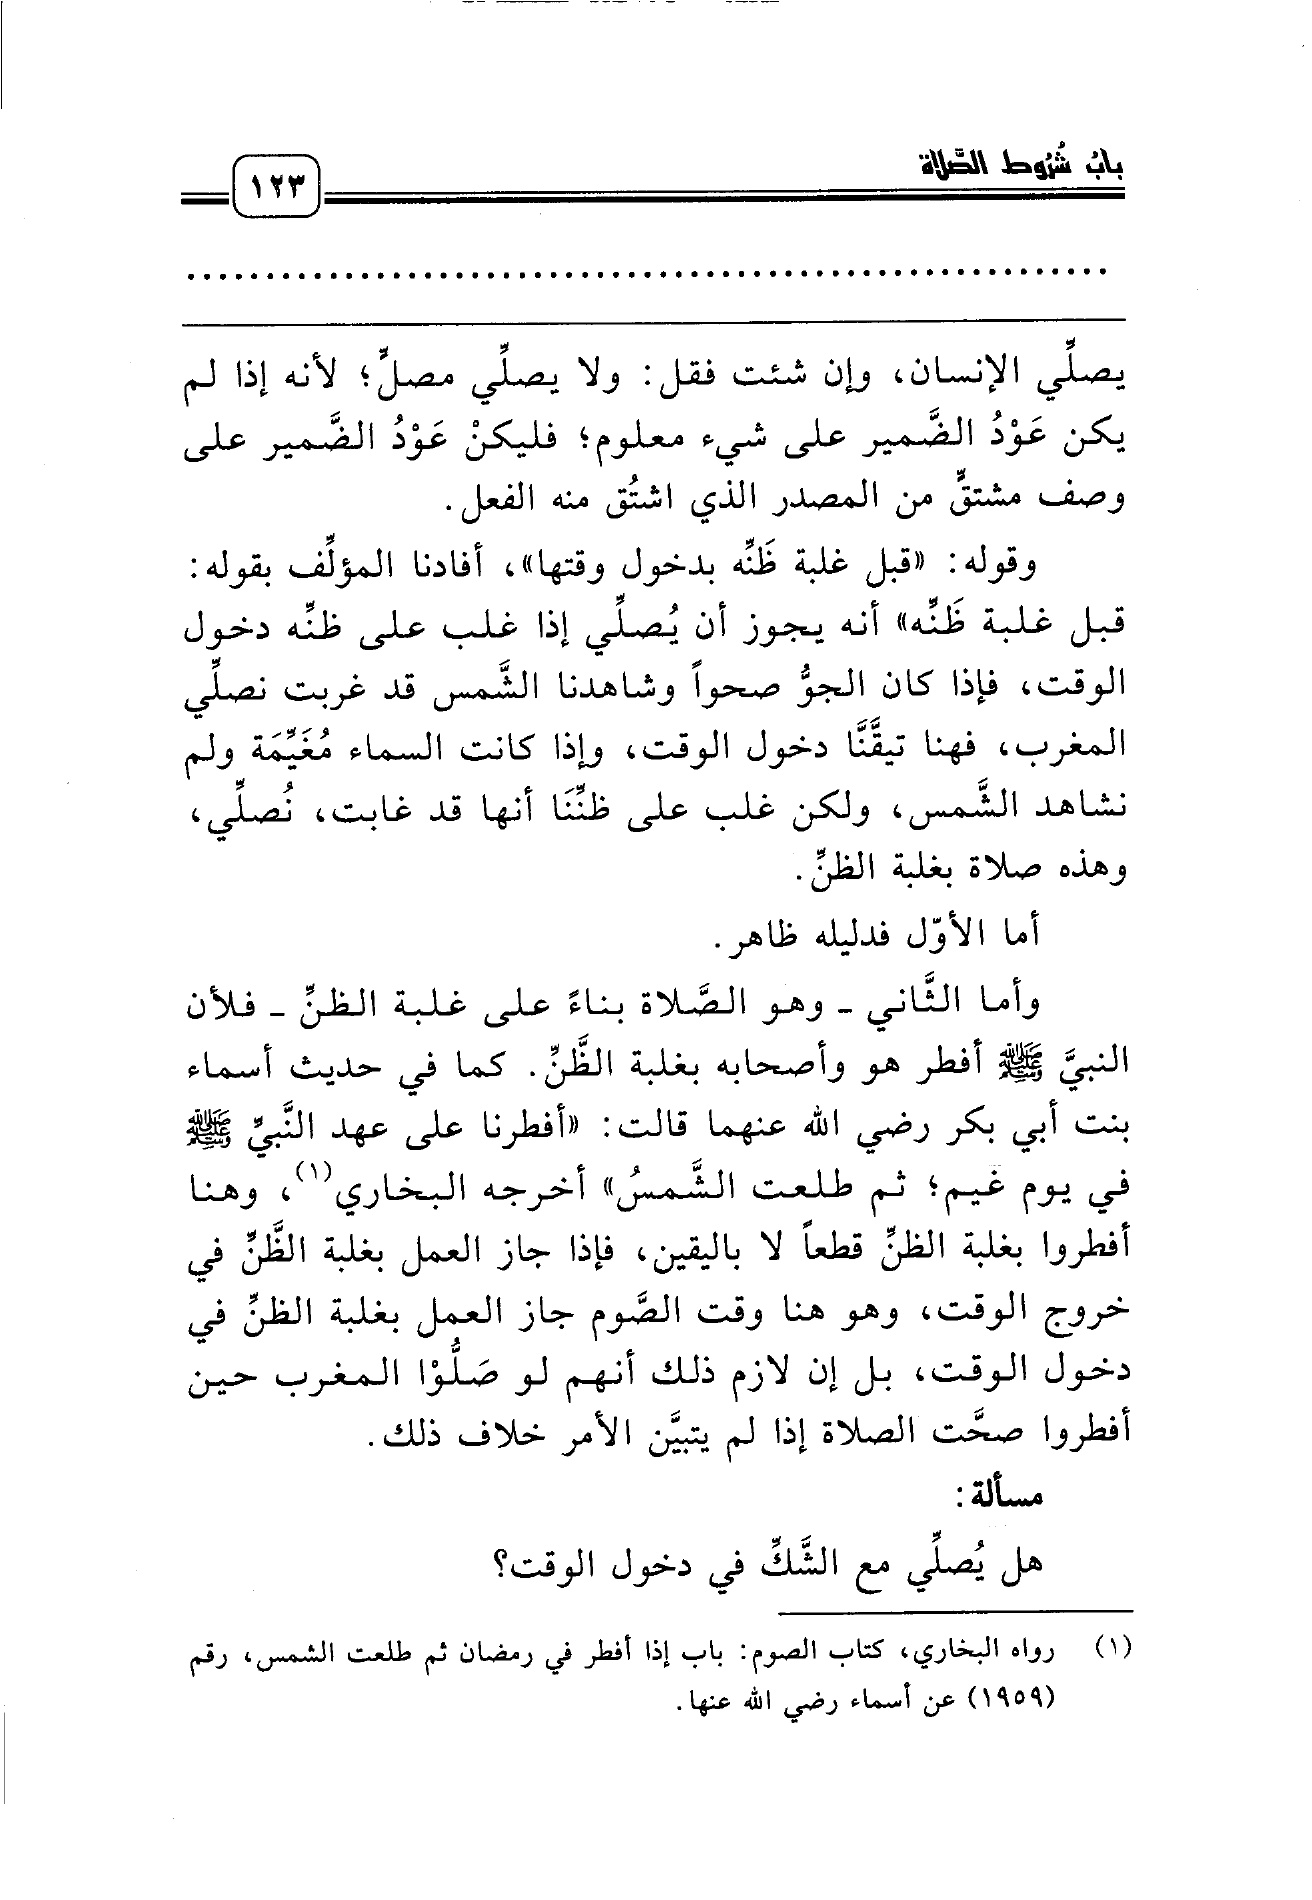 بابُ شُرُوط الصَّلاة
١٢٣
يصلِّي الإنسان، وإن شئت فقل: ولا يصلِّي مصلٍّ؛ لأنه إذا لم
يكن عَوْدُ الضَّمير على شيء معلوم؛ فليكنْ عَوْدُ الضَّمير على
وصف مشتقٍّ من المصدر الذي اشتُق منه الفعل.
وقوله: «قبل غلبة ظَنِّه بدخول وقتها»، أفادنا المؤلِّف بقوله:
قبل غلبة ظَنِّه» أنه يجوز أن يُصلِّي إذا غلب على ظنِّه دخول
الوقت، فإذا كان الجوُّ صحواً وشاهدنا الشَّمس قد غربت نصلِّي
المغرب، فهنا تيقَّنَّا دخول الوقت، وإذا كانت السماء مُغَيِّمَة ولم
نشاهد الشَّمس، ولكن غلب على ظنِّنَا أنها قد غابت، نُصلِّي،
وهذه صلاة بغلبة الظنِّ.
أما الأوّل فدليله ظاهر.
وأما الثَّاني ـ وهو الصَّلاة بناءً على غلبة الظنِّ ـ فلأن
النبيَّ ﷺ أفطر هو وأصحابه بغلبة الظَّنِّ. كما في حديث أسماء
بنت أبي بكر رضي الله عنهما قالت: «أفطرنا على عهد النَّبيِّ ﷺ
في يوم غيم؛ ثم طلعت الشَّمسُ» أخرجه البخاري(١)، وهنا
أفطروا بغلبة الظنِّ قطعاً لا باليقين، فإذا جاز العمل بغلبة الظَّنِّ في
خروج الوقت، وهو هنا وقت الصَّوم جاز العمل بغلبة الظنِّ في
دخول الوقت، بل إن لازم ذلك أنهم لو صَلُّوْا المغرب حين
أفطروا صحَّت الصلاة إذا لم يتبيَّن الأمر خلاف ذلك.
مسألة:
هل يُصلِّي مع الشَّكِّ في دخول الوقت؟
(١) رواه البخاري، كتاب الصوم: باب إذا أفطر في رمضان ثم طلعت الشمس، رقم
(١٩٥٩) عن أسماء رضي الله عنها.